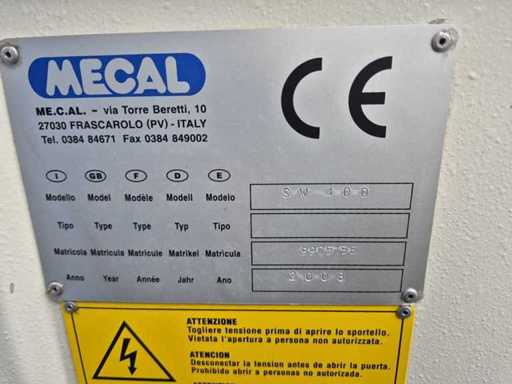 MECAL
CE
ME.C.AL. - via Torre Beretti, 10
27030 FRASCAROLO (PV) - ITALY
Tel. 0384 84671 Fax 0384 849002
I GB F D E
Modello Model Modèle Modell Modelo SW 400
Tipo Type Type Typ Tipo
Matricola Matricula Matricule Matrikel Matricula
Anno Year Année Jahr Ano 2003
ATTENZIONE
Togliere tensione prima di aprire lo sportello.
Vietata l'apertura a persona non autorizzata.
ATENCION
Desconectar la tension antes de abrir la puerta.
Prohibido abrir a personas no autorizada.